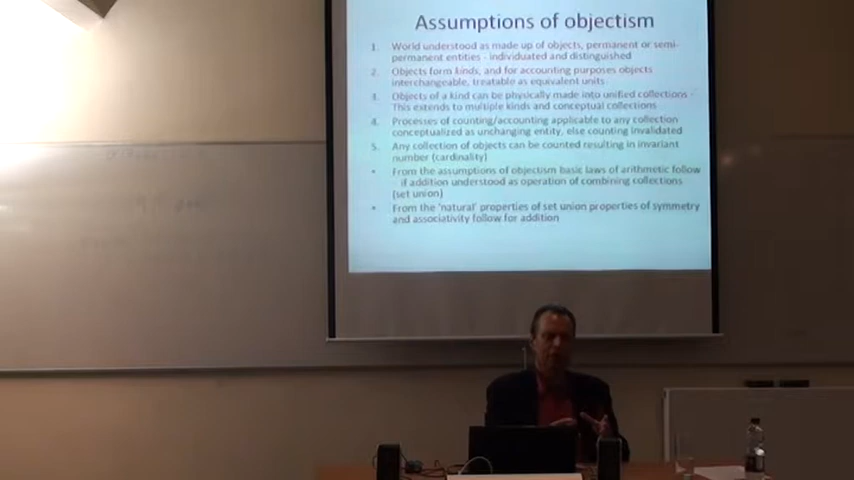 Assumptions of objectism
1. World understood as made up of objects, permanent or semi-
permanent entities - individuated and distinguished
2. Objects form kinds, and for accounting purposes objects
interchangeable, treatable as equivalent units
3. Objects of a kind can be physically made into unified collections -
This extends to multiple kinds and conceptual collections
4. Processes of counting/accounting applicable to any collection
conceptualized as unchanging entity, else counting invalidated
5. Any collection of objects can be counted resulting in invariant
number (cardinality)
• From the assumptions of objectism basic laws of arithmetic follow
- if addition understood as operation of combining collections
(set union)
• From the 'natural' properties of set union properties of symmetry
and associativity follow for addition